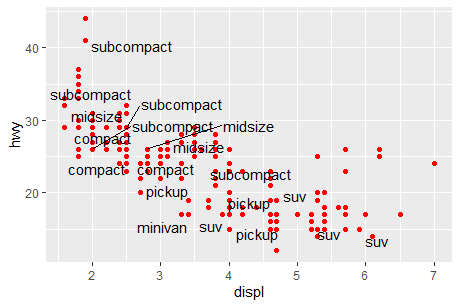 subcompact
subcompact
subcompact
midsize
subcompact
midsize
compact
midsize
compact
compact
subcompact
pickup
suv
pickup
minivan
suv
pickup
suv
suv
40
30
20
hwy
2
3
4
5
6
7
displ